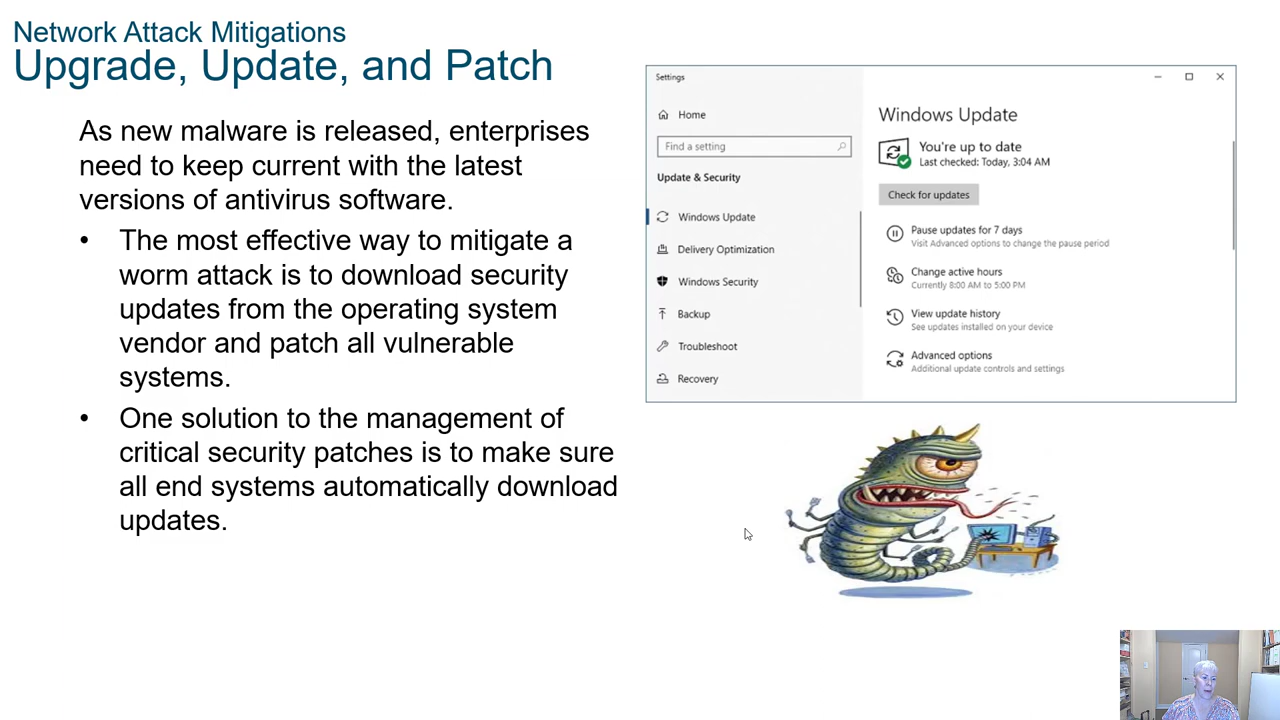 Network Attack Mitigations
Upgrade, Update, and Patch
As new malware is released, enterprises
need to keep current with the latest
versions of antivirus software.
• The most effective way to mitigate a
worm attack is to download security
updates from the operating system
vendor and patch all vulnerable
systems.
• One solution to the management of
critical security patches is to make sure
all end systems automatically download
updates.
Settings
Home
Find a setting
Update & Security
Windows Update
Delivery Optimization
Windows Security
Backup
Troubleshoot
Recovery
Windows Update
You're up to date
Last checked: Today, 3:04 AM
Check for updates
Pause updates for 7 days
Visit Advanced options to change the pause period
Change active hours
Currently 8:00 AM to 5:00 PM
View update history
See updates installed on your device
Advanced options
Additional update controls and settings